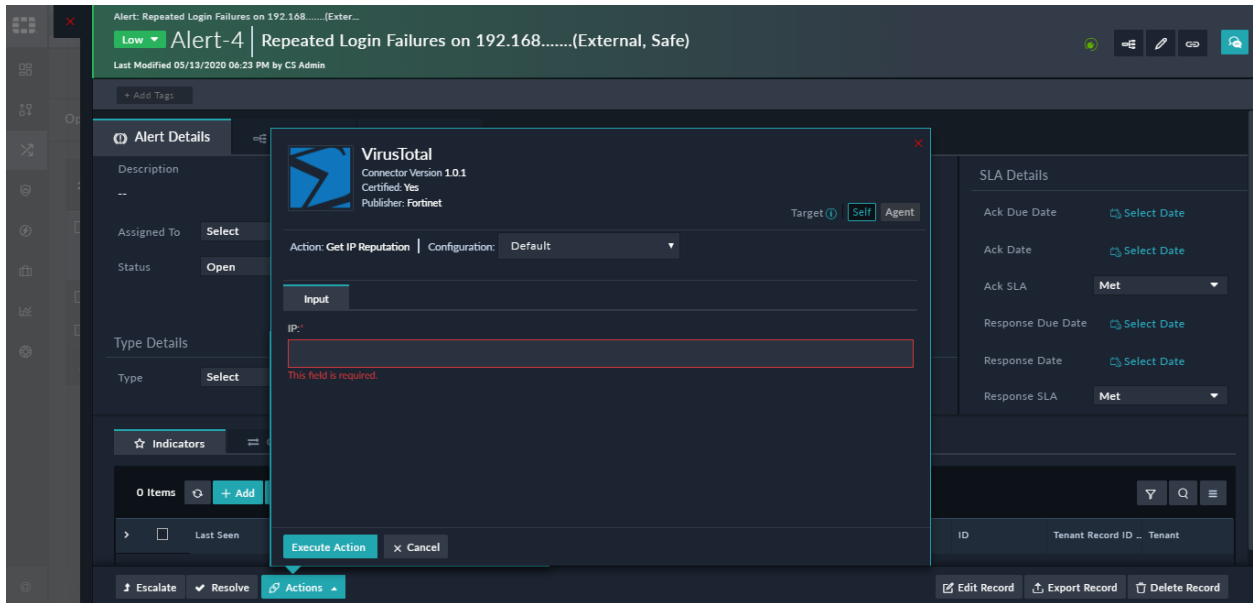 Alert: Repeated Login Failures on 192.168.......(Exter...
Low Alert-4 Repeated Login Failures on 192.168.......(External, Safe)
Last Modified 05/13/2020 06:23 PM by CS Admin
+ Add Tags
Alert Details
Description
--
Assigned To Select
Status Open
Type Details
Type Select
VirusTotal
Connector Version 1.0.1
Certified: Yes
Publisher: Fortinet
Target Self Agent
Action: Get IP Reputation Configuration: Default
Input
IP:*
This field is required.
Execute Action x Cancel
SLA Details
Ack Due Date Select Date
Ack Date Select Date
Ack SLA Met
Response Due Date Select Date
Response Date Select Date
Response SLA Met
Indicators
0 Items + Add
Last Seen ID Tenant Record ID .. Tenant
Escalate Resolve Actions Edit Record Export Record Delete Record